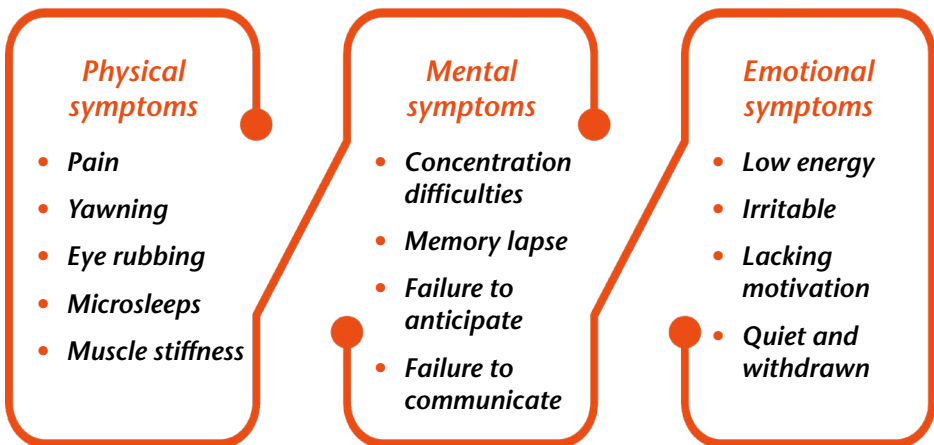 Physical
symptoms
• Pain
• Yawning
• Eye rubbing
• Microsleeps
• Muscle stiffness
Mental
symptoms
• Concentration
difficulties
• Memory lapse
• Failure to
anticipate
• Failure to
communicate
Emotional
symptoms
• Low energy
• Irritable
• Lacking
motivation
• Quiet and
withdrawn